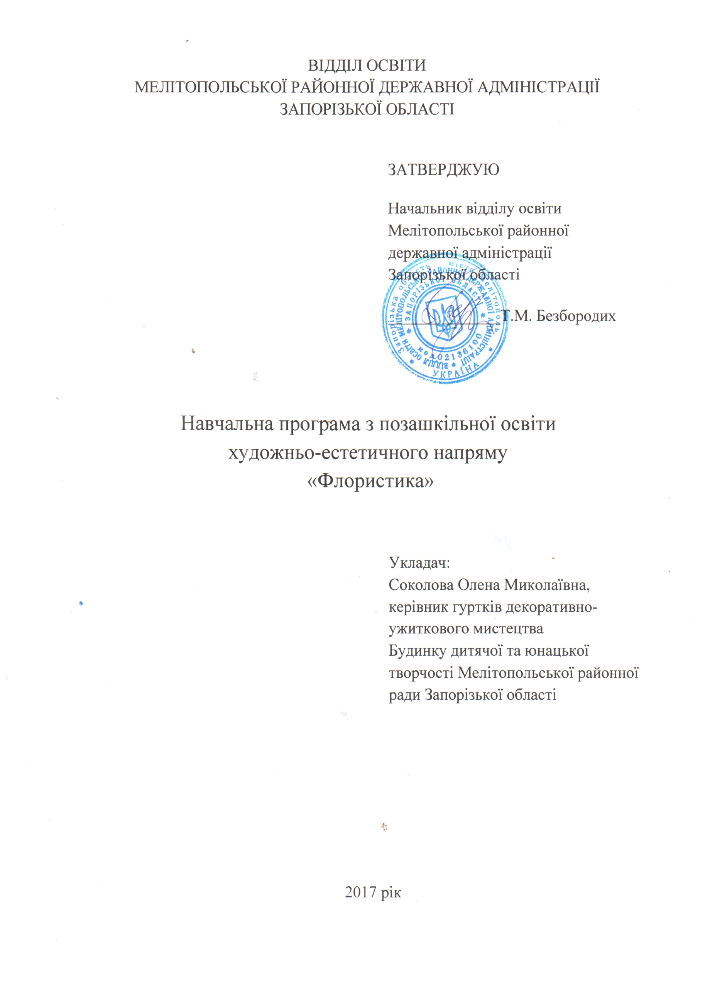 ВІДДІЛ ОСВІТИ
МЕЛІТОПОЛЬСЬКОЇ РАЙОННОЇ ДЕРЖАВНОЇ АДМІНІСТРАЦІЇ
ЗАПОРІЗЬКОЇ ОБЛАСТІ
ЗАТВЕРДЖУЮ
Начальник відділу освіти
Мелітопольської районної
державної адміністрації
Запорізької області
Т.М. Безбородих
Запорізька область місто Мелітополь
УКРАЇНА
ВІДДІЛ ОСВІТИ МЕЛІТОПОЛЬСЬКОЇ РАЙОННОЇ ДЕРЖАВНОЇ АДМІНІСТРАЦІЇ
ЗАПОРІЗЬКОЇ ОБЛАСТІ
код 02136100
Навчальна програма з позашкільної освіти
художньо-естетичного напряму
«Флористика»
Укладач:
Соколова Олена Миколаївна,
керівник гуртків декоративно-
ужиткового мистецтва
Будинку дитячої та юнацької
творчості Мелітопольської районної
ради Запорізької області
2017 рік